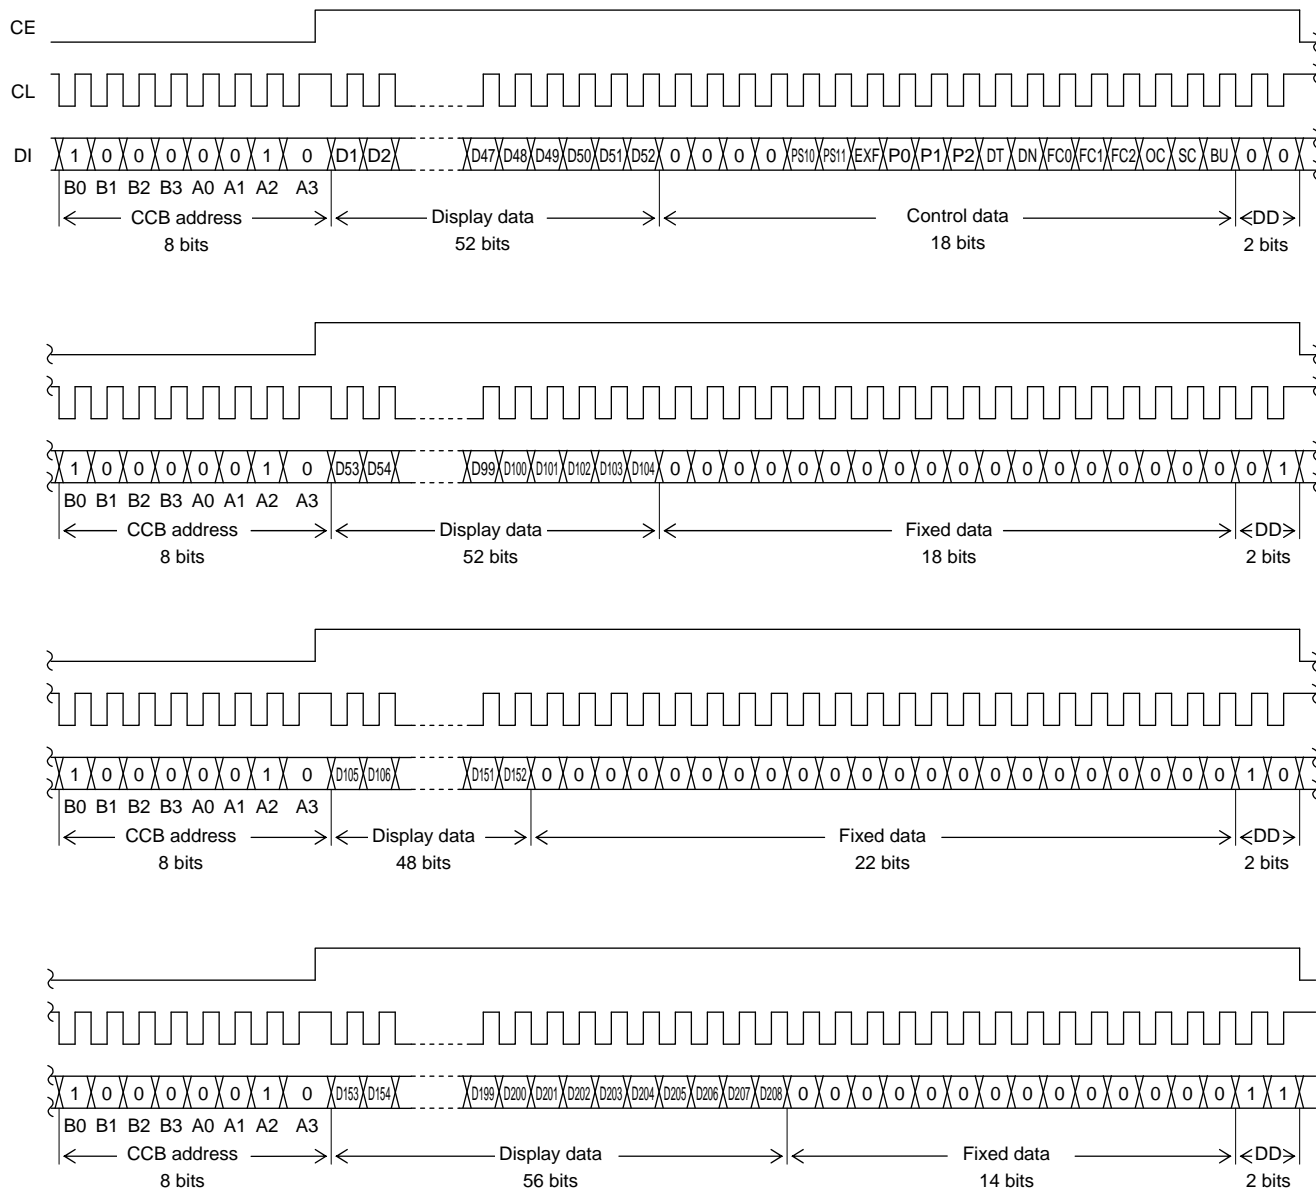 CE
CL
DI 1 0 0 0 0 0 1 0 D1 D2 D47 D48 D49 D50 D51 D52 0 0 0 0 PS10 PS11 EXF P0 P1 P2 DT DN FC0 FC1 FC2 OC SC BU 0 0
B0 B1 B2 B3 A0 A1 A2 A3
CCB address Display data Control data DD
8 bits 52 bits 18 bits 2 bits
1 0 0 0 0 0 1 0 D53 D54 D99 D100 D101 D102 D103 D104 0 0 0 0 0 0 0 0 0 0 0 0 0 0 0 0 0 0 0 1
B0 B1 B2 B3 A0 A1 A2 A3
CCB address Display data Fixed data DD
8 bits 52 bits 18 bits 2 bits
1 0 0 0 0 0 1 0 D105 D106 D151 D152 0 0 0 0 0 0 0 0 0 0 0 0 0 0 0 0 0 0 0 0 0 0 1 0
B0 B1 B2 B3 A0 A1 A2 A3
CCB address Display data Fixed data DD
8 bits 48 bits 22 bits 2 bits
1 0 0 0 0 0 1 0 D153 D154 D199 D200 D201 D202 D203 D204 D205 D206 D207 D208 0 0 0 0 0 0 0 0 0 0 0 0 0 0 1 1
B0 B1 B2 B3 A0 A1 A2 A3
CCB address Display data Fixed data DD
8 bits 56 bits 14 bits 2 bits